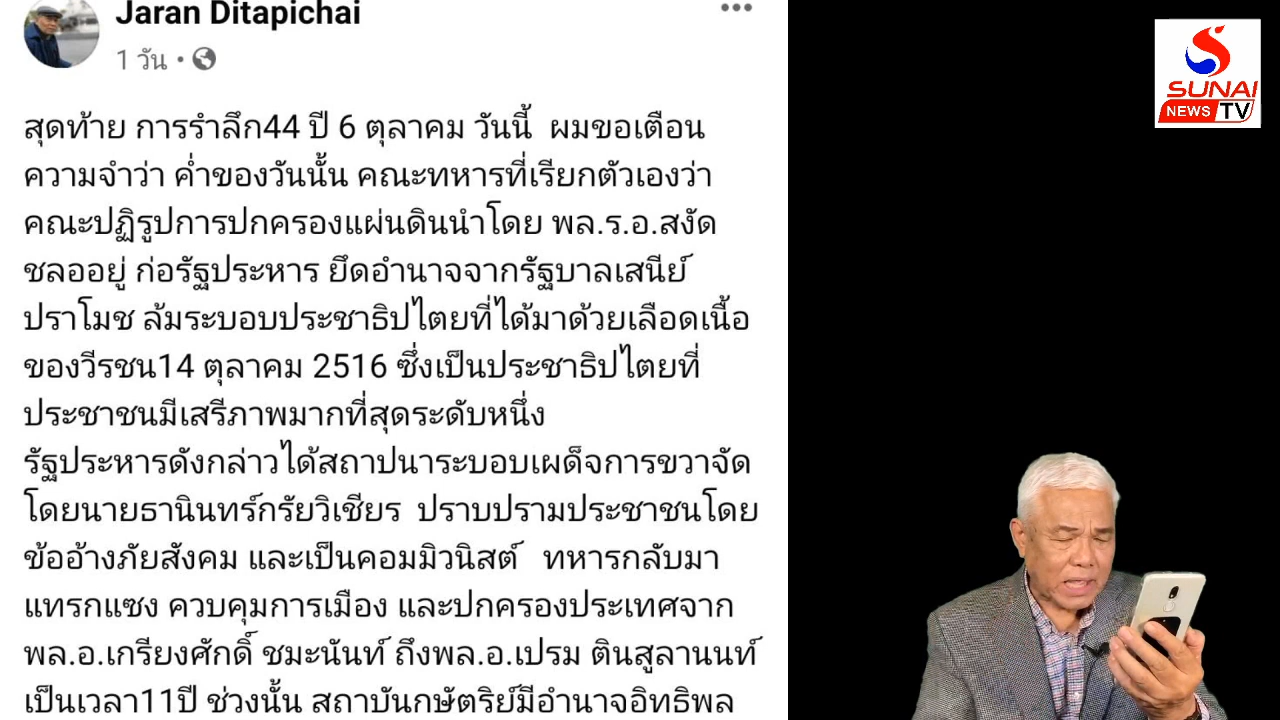 Jaran Ditapichai
1 วัน •
สุดท้าย การรำลึก44 ปี 6 ตุลาคม วันนี้ ผมขอเตือน
ความจำว่า ค่ำของวันนั้น คณะทหารที่เรียกตัวเองว่า
คณะปฏิรูปการปกครองแผ่นดินนำโดย พล.ร.อ.สงัด
ชลออยู่ ก่อรัฐประหาร ยึดอำนาจจากรัฐบาลเสนีย์
ปราโมช ล้มระบอบประชาธิปไตยที่ได้มาด้วยเลือดเนื้อ
ของวีรชน14 ตุลาคม 2516 ซึ่งเป็นประชาธิปไตยที่
ประชาชนมีเสรีภาพมากที่สุดระดับหนึ่ง
รัฐประหารดังกล่าวได้สถาปนาระบอบเผด็จการขวาจัด
โดยนายธานินทร์กรัยวิเชียร ปราบปรามประชาชนโดย
ข้ออ้างภัยสังคม และเป็นคอมมิวนิสต์ ทหารกลับมา
แทรกแซง ควบคุมการเมือง และปกครองประเทศจาก
พล.อ.เกรียงศักดิ์ ชมะนันท์ ถึงพล.อ.เปรม ตินสูลานนท์
เป็นเวลา11ปี ช่วงนั้น สถาบันกษัตริย์มีอำนาจอิทธิพล
SUNAI
NEWS TV